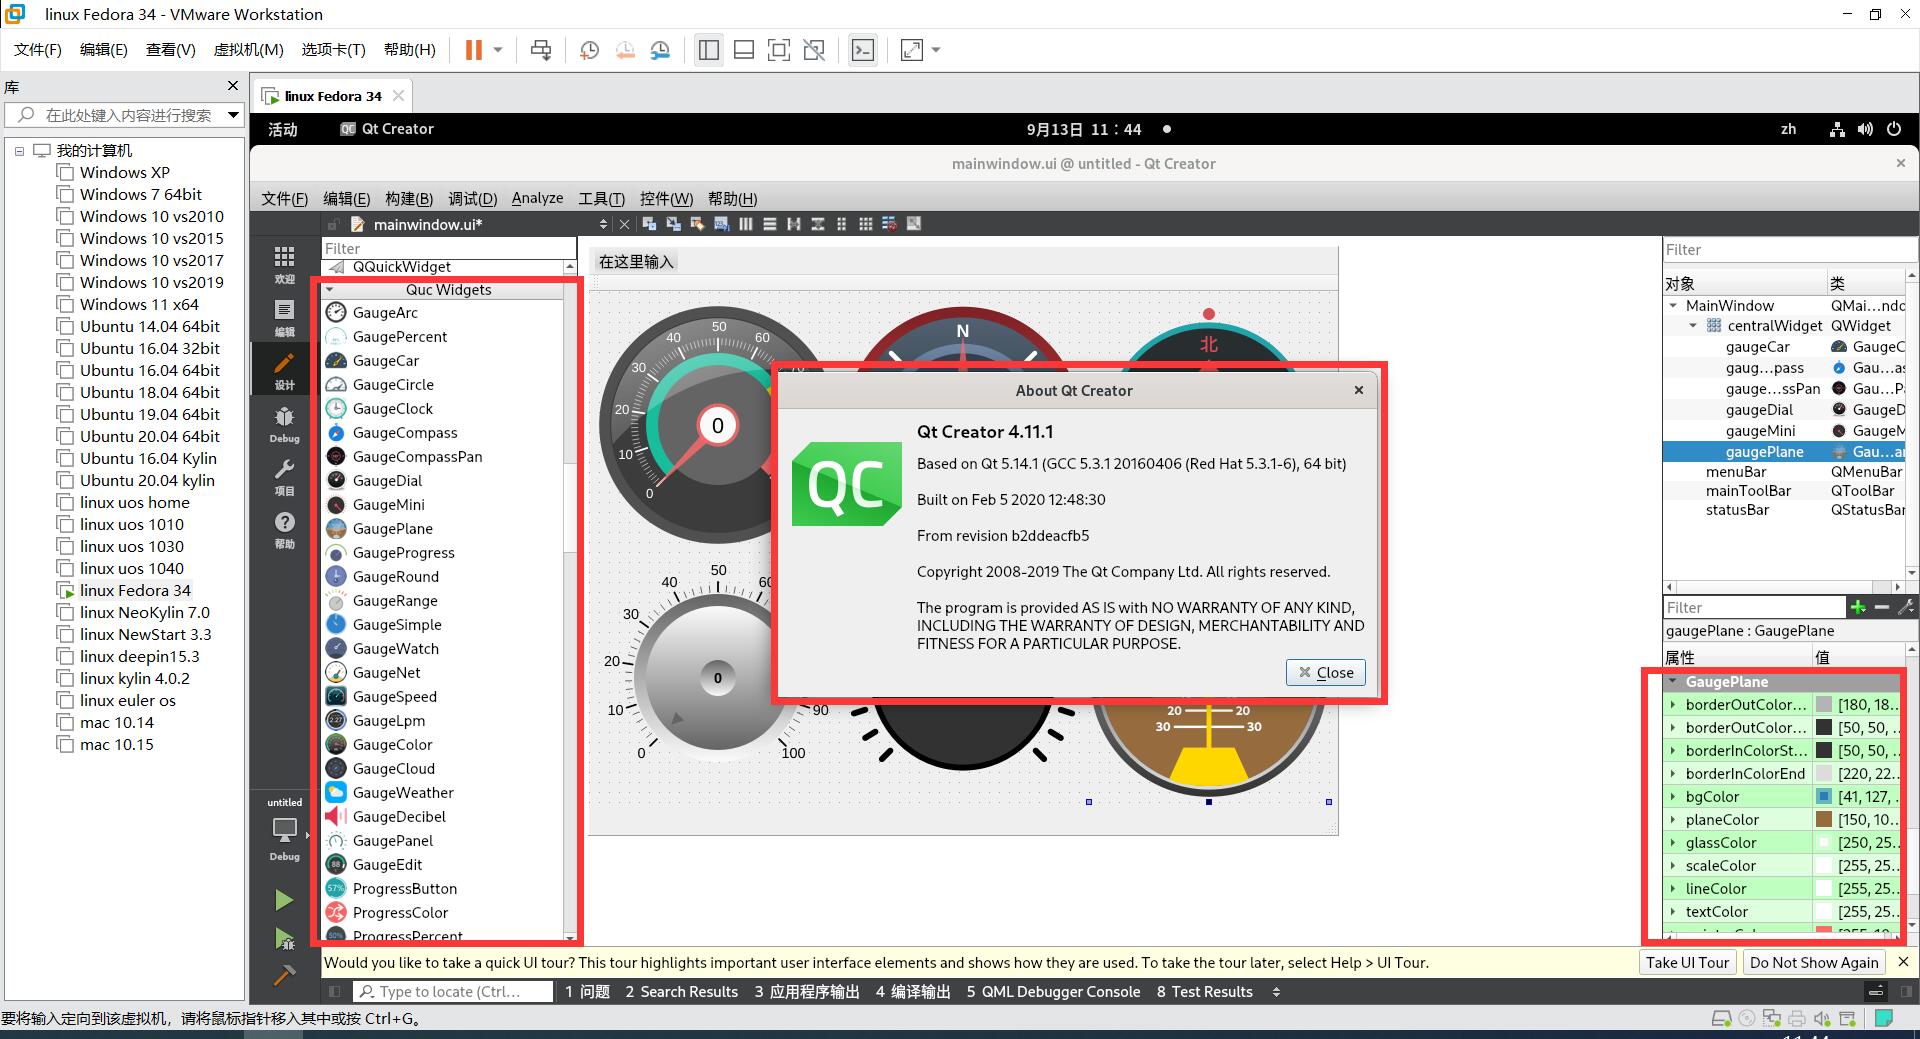 linux Fedora 34 - VMware Workstation
文件(F) 编辑(E) 查看(V) 虚拟机(M) 选项卡(T) 帮助(H)
库
在此处键入内容进行搜索
我的计算机
Windows XP
Windows 7 64bit
Windows 10 vs2010
Windows 10 vs2015
Windows 10 vs2017
Windows 10 vs2019
Windows 11 x64
Ubuntu 14.04 64bit
Ubuntu 16.04 32bit
Ubuntu 16.04 64bit
Ubuntu 18.04 64bit
Ubuntu 19.04 64bit
Ubuntu 20.04 64bit
Ubuntu 16.04 Kylin
Ubuntu 20.04 kylin
linux uos home
linux uos 1010
linux uos 1030
linux uos 1040
linux Fedora 34
linux NeoKylin 7.0
linux NewStart 3.3
linux deepin15.3
linux kylin 4.0.2
linux euler os
mac 10.14
mac 10.15
linux Fedora 34
活动 QC Qt Creator 9月13日 11：44 zh
mainwindow.ui @ untitled - Qt Creator
文件(F) 编辑(E) 构建(B) 调试(D) Analyze 工具(T) 控件(W) 帮助(H)
mainwindow.ui*
欢迎
编辑
设计
Debug
项目
帮助
untitled
Debug
Filter
QQuickWidget
Quc Widgets
GaugeArc
GaugePercent
GaugeCar
GaugeCircle
GaugeClock
GaugeCompass
GaugeCompassPan
GaugeDial
GaugeMini
GaugePlane
GaugeProgress
GaugeRound
GaugeRange
GaugeSimple
GaugeWatch
GaugeNet
GaugeSpeed
GaugeLpm
GaugeColor
GaugeCloud
GaugeWeather
GaugeDecibel
GaugePanel
GaugeEdit
57% ProgressButton
ProgressColor
50% ProgressPercent
在这里输入
0 10 20 30 40 50
0
N
北
0 10 20 30 40 50 60 90 100
0
20 20
30 30
About Qt Creator
QC
Qt Creator 4.11.1
Based on Qt 5.14.1 (GCC 5.3.1 20160406 (Red Hat 5.3.1-6), 64 bit)
Built on Feb 5 2020 12:48:30
From revision b2ddeacfb5
Copyright 2008-2019 The Qt Company Ltd. All rights reserved.
The program is provided AS IS with NO WARRANTY OF ANY KIND,
INCLUDING THE WARRANTY OF DESIGN, MERCHANTABILITY AND
FITNESS FOR A PARTICULAR PURPOSE.
Close
Filter
对象 类
MainWindow QMai...ndo
centralWidget QWidget
gaugeCar GaugeC
gaug...pass Gau...as
gauge...ssPan Gau...Pa
gaugeDial GaugeD
gaugeMini GaugeM
gaugePlane Gau...ar
menuBar QMenuBar
mainToolBar QToolBar
statusBar QStatusBar
Filter
gaugePlane : GaugePlane
属性 值
GaugePlane
borderOutColor... [180, 18...
borderOutColor... [50, 50, ...
borderInColorSt... [50, 50, ...
borderInColorEnd [220, 22...
bgColor [41, 127, ...
planeColor [150, 10...
glassColor [250, 25...
scaleColor [255, 25...
lineColor [255, 25...
textColor [255, 25...
Would you like to take a quick UI tour? This tour highlights important user interface elements and shows how they are used. To take the tour later, select Help > UI Tour. Take UI Tour Do Not Show Again
Type to locate (Ctrl... 1 问题 2 Search Results 3 应用程序输出 4 编译输出 5 QML Debugger Console 8 Test Results
要将输入定向到该虚拟机，请将鼠标指针移入其中或按 Ctrl+G。